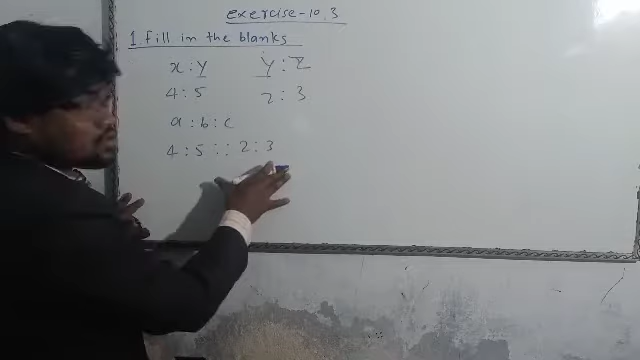 exercise-10.3
1. fill in the blanks
x : y y : z
4 : 5 2 : 3
a : b : c
4 : 5 : : 2 : 3